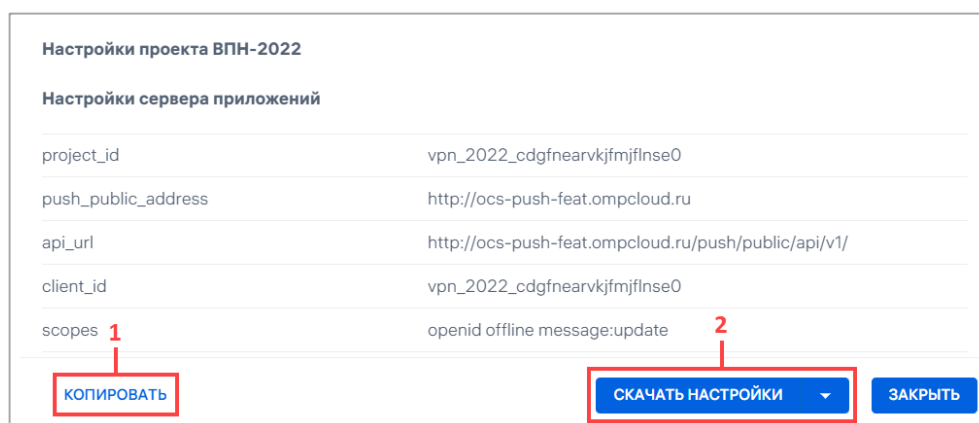 Настройки проекта ВПН-2022
Настройки сервера приложений
project_id vpn_2022_cdgfnearvkjfmjflnse0
push_public_address http://ocs-push-feat.ompcloud.ru
api_url http://ocs-push-feat.ompcloud.ru/push/public/api/v1/
client_id vpn_2022_cdgfnearvkjfmjflnse0
scopes openid offline message:update
1 2
КОПИРОВАТЬ СКАЧАТЬ НАСТРОЙКИ ЗАКРЫТЬ